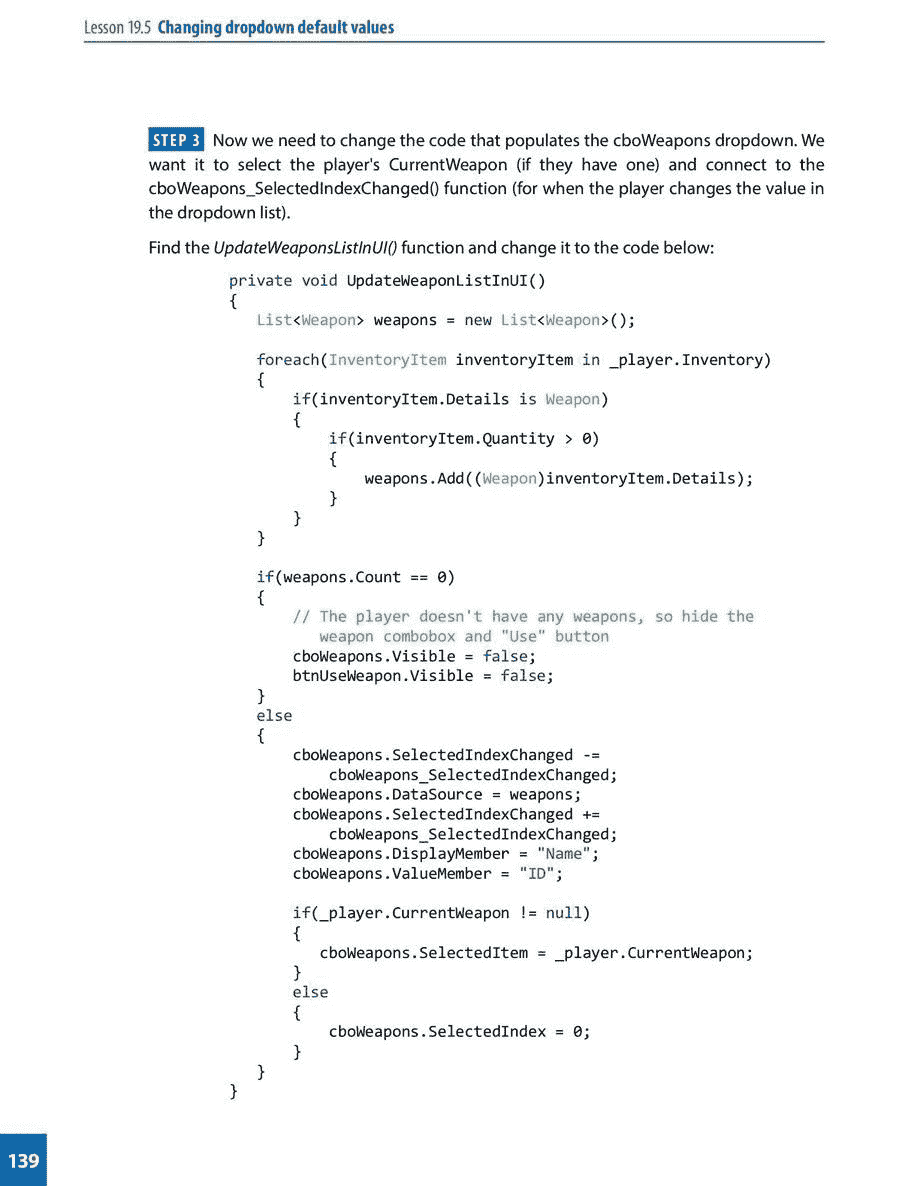 Lesson 19.5 Changing dropdown default values
STEP 3 Now we need to change the code that populates the cboWeapons dropdown. We
want it to select the player's CurrentWeapon (if they have one) and connect to the
cboWeapons_SelectedIndexChanged() function (for when the player changes the value in
the dropdown list).
Find the UpdateWeaponsListInUI() function and change it to the code below:
private void UpdateWeaponListInUI()
{
List<Weapon> weapons = new List<Weapon>();
foreach(InventoryItem inventoryItem in _player.Inventory)
{
if(inventoryItem.Details is Weapon)
{
if(inventoryItem.Quantity > 0)
{
weapons.Add((Weapon)inventoryItem.Details);
}
}
}
if(weapons.Count == 0)
{
// The player doesn't have any weapons, so hide the
weapon combobox and "Use" button
cboWeapons.Visible = false;
btnUseWeapon.Visible = false;
}
else
{
cboWeapons.SelectedIndexChanged -=
cboWeapons_SelectedIndexChanged;
cboWeapons.DataSource = weapons;
cboWeapons.SelectedIndexChanged +=
cboWeapons_SelectedIndexChanged;
cboWeapons.DisplayMember = "Name";
cboWeapons.ValueMember = "ID";
if(_player.CurrentWeapon != null)
{
cboWeapons.SelectedItem = _player.CurrentWeapon;
}
else
{
cboWeapons.SelectedIndex = 0;
}
}
}
139